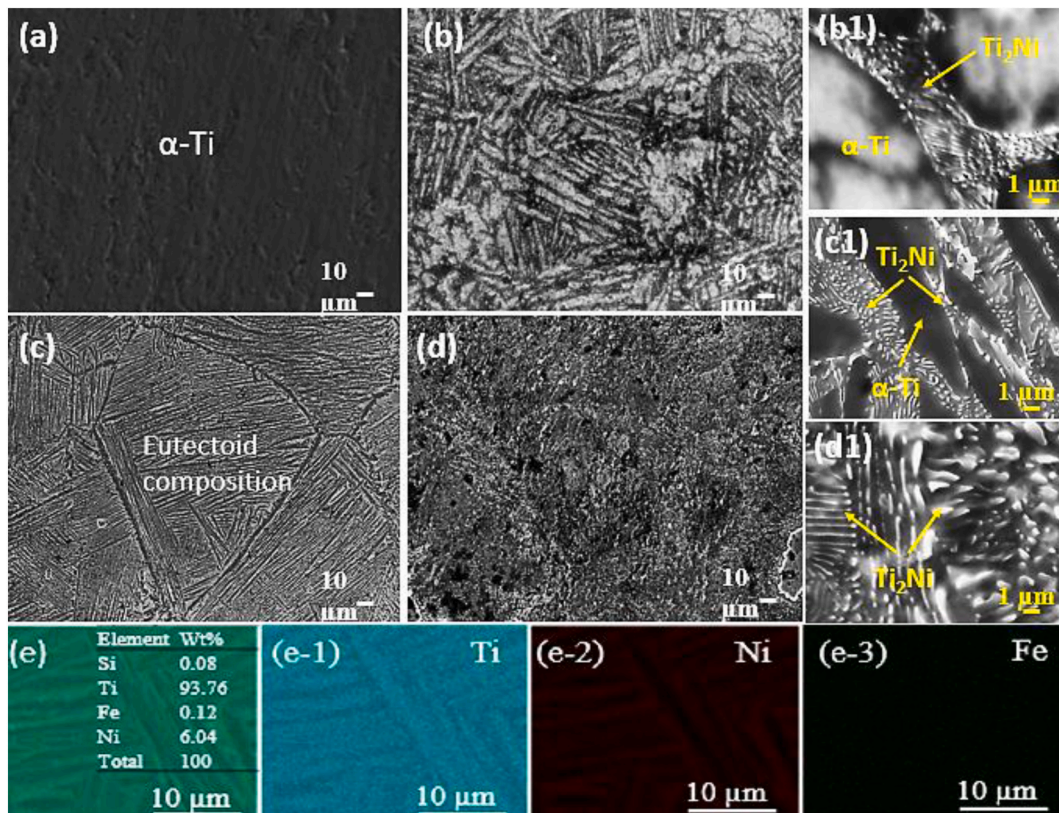 (a)
α-Ti
10
μm
(b)
10
μm
(b1)
Ti₂Ni
α-Ti
1 μm
(c1)
Ti₂Ni
α-Ti
1 μm
(c)
Eutectoid
composition
10
μm
(d)
10
μm
(d1)
Ti₂Ni
1 μm
(e)
Element Wt%
Si 0.08
Ti 93.76
Fe 0.12
Ni 6.04
Total 100
10 μm
(e-1) Ti
10 μm
(e-2) Ni
10 μm
(e-3) Fe
10 μm